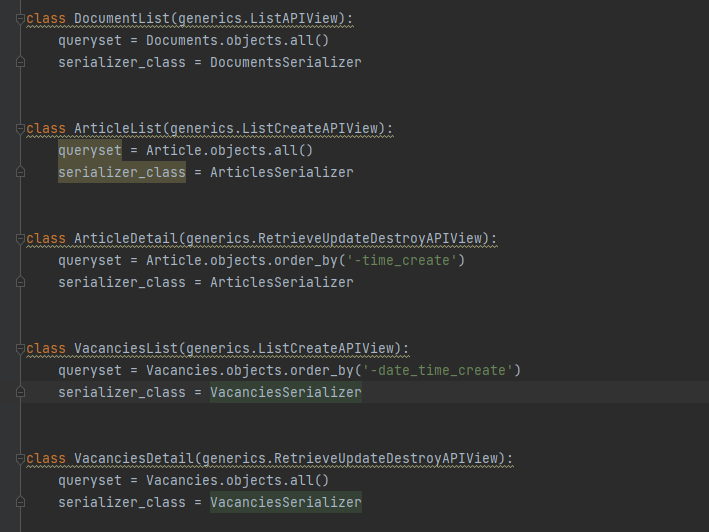 class DocumentList(generics.ListAPIView):
    queryset = Documents.objects.all()
    serializer_class = DocumentsSerializer
class ArticleList(generics.ListCreateAPIView):
    queryset = Article.objects.all()
    serializer_class = ArticlesSerializer
class ArticleDetail(generics.RetrieveUpdateDestroyAPIView):
    queryset = Article.objects.order_by('-time_create')
    serializer_class = ArticlesSerializer
class VacanciesList(generics.ListCreateAPIView):
    queryset = Vacancies.objects.order_by('-date_time_create')
    serializer_class = VacanciesSerializer
class VacanciesDetail(generics.RetrieveUpdateDestroyAPIView):
    queryset = Vacancies.objects.all()
    serializer_class = VacanciesSerializer